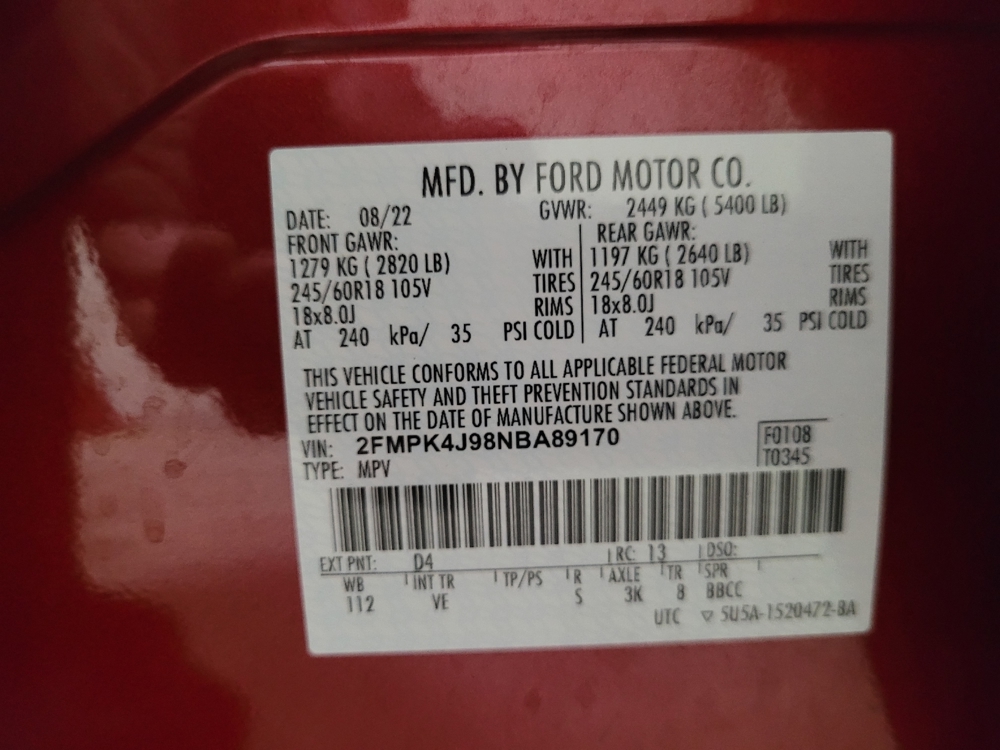 MFD. BY FORD MOTOR CO.
DATE: 08/22 GVWR: 2449 KG ( 5400 LB)
FRONT GAWR: REAR GAWR:
1279 KG ( 2820 LB) WITH 1197 KG ( 2640 LB) WITH
245/60R18 105V TIRES 245/60R18 105V TIRES
18x8.0J RIMS 18x8.0J RIMS
AT 240 kPa/ 35 PSI COLD AT 240 kPa/ 35 PSI COLD
THIS VEHICLE CONFORMS TO ALL APPLICABLE FEDERAL MOTOR
VEHICLE SAFETY AND THEFT PREVENTION STANDARDS IN
EFFECT ON THE DATE OF MANUFACTURE SHOWN ABOVE.
VIN: 2FMPK4J98NBA89170 F0108
TYPE: MPV T0345
EXT PNT: D4 RC: 13 DSO:
WB INT TR TP/PS R AXLE TR SPR
112 VE S 3K 8 BBCC
UTC ▽ 5U5A-1520472-BA